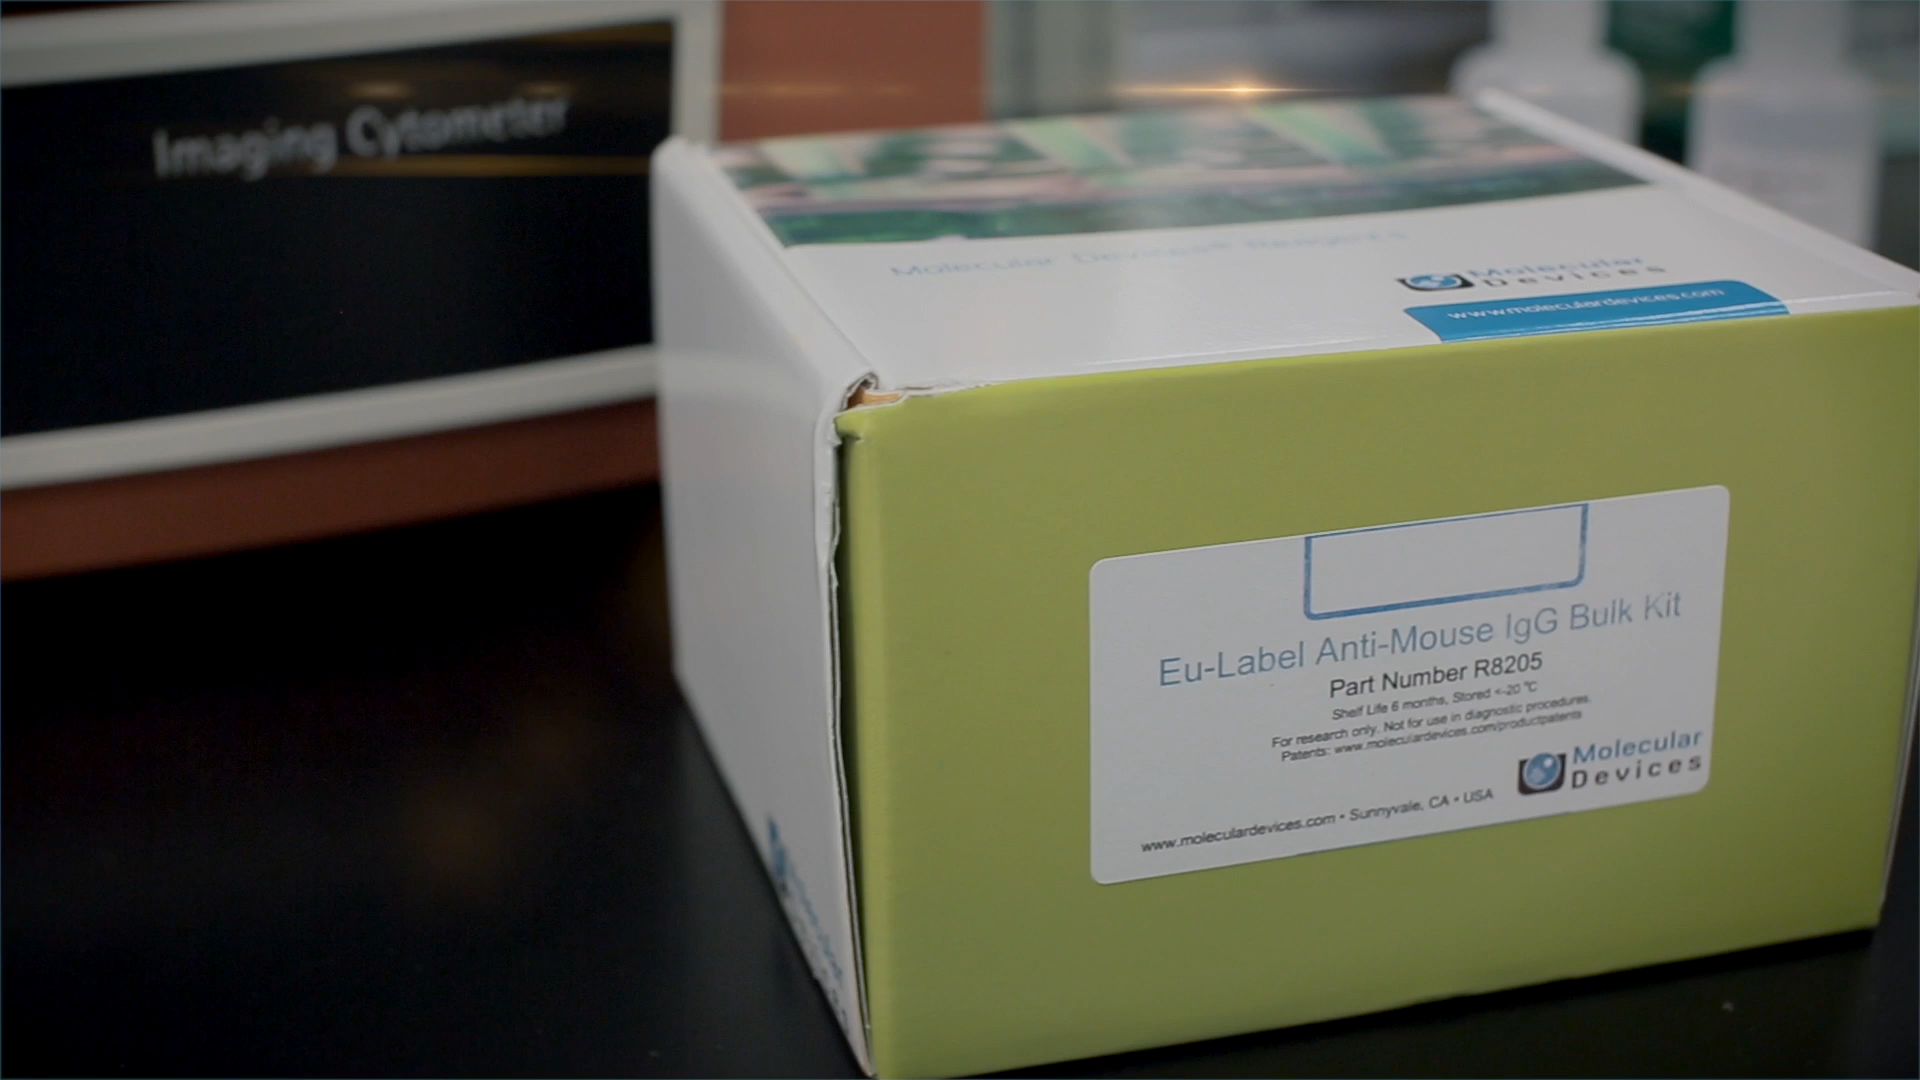 Imaging Cytometer
Molecular Devices® Reagents
Molecular
Devices
www.moleculardevices.com
Eu-Label Anti-Mouse IgG Bulk Kit
Part Number R8205
Shelf Life 6 months, Stored <-20 °C
For research only. Not for use in diagnostic procedures.
Patents: www.moleculardevices.com/productpatents
Molecular
Devices
www.moleculardevices.com • Sunnyvale, CA • USA